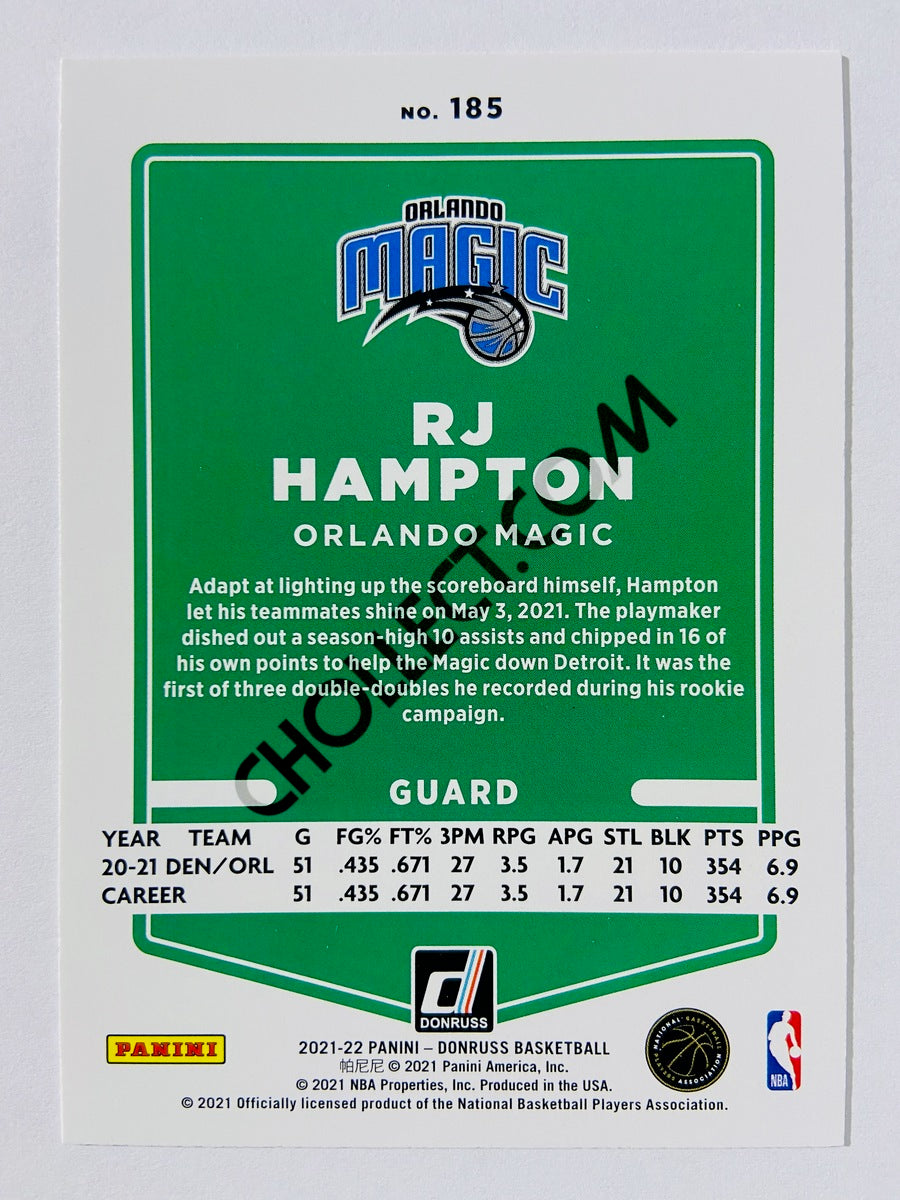 NO. 185
ORLANDO
MAGIC
RJ
HAMPTON
ORLANDO MAGIC
Adapt at lighting up the scoreboard himself, Hampton
let his teammates shine on May 3, 2021. The playmaker
dished out a season-high 10 assists and chipped in 16 of
his own points to help the Magic down Detroit. It was the
first of three double-doubles he recorded during his rookie
campaign.
CHOLLECT.COM
GUARD
YEAR TEAM G FG% FT% 3PM RPG APG STL BLK PTS PPG
20-21 DEN/ORL 51 .435 .671 27 3.5 1.7 21 10 354 6.9
CAREER 51 .435 .671 27 3.5 1.7 21 10 354 6.9
d
DONRUSS
PANINI
2021-22 PANINI – DONRUSS BASKETBALL
帕尼尼 © 2021 Panini America, Inc.
© 2021 NBA Properties, Inc. Produced in the USA.
© 2021 Officially licensed product of the National Basketball Players Association.
NATIONAL BASKETBALL
PLAYERS ASSOCIATION
NBA